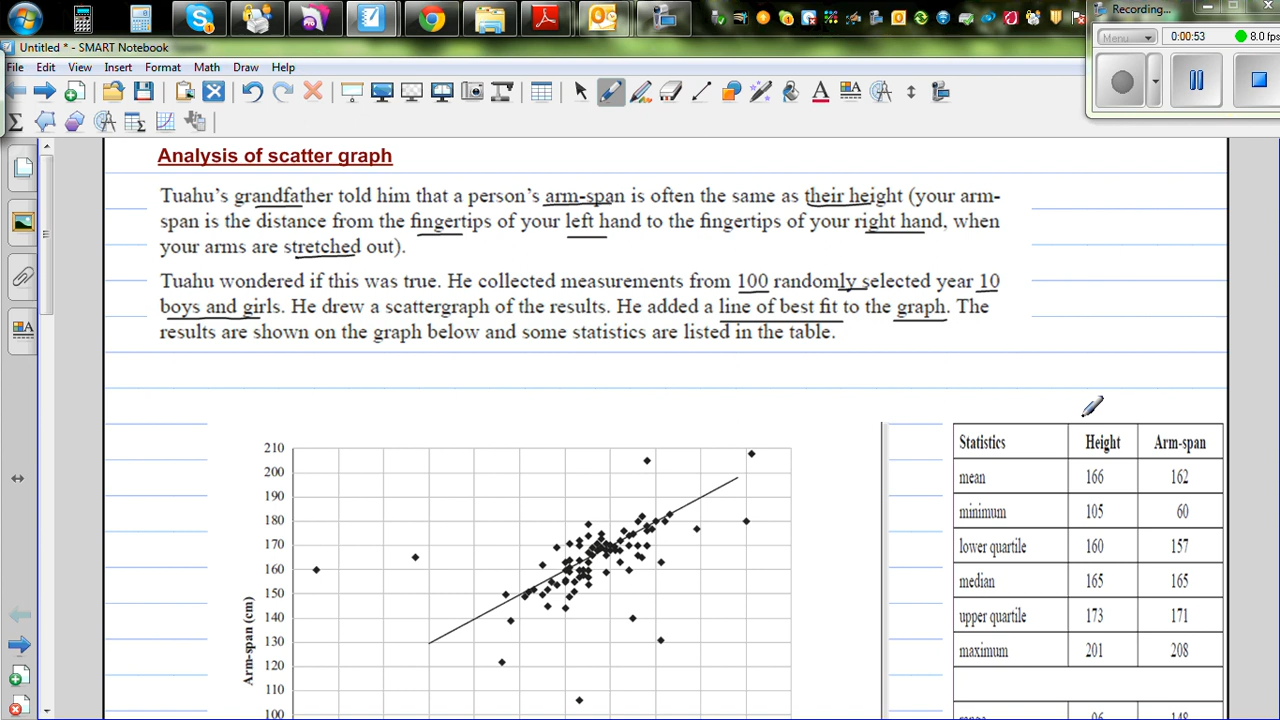 Recording...
Untitled * - SMART Notebook
Menu
0:00:53
8.0 fps
File Edit View Insert Format Math Draw Help
Analysis of scatter graph
Tuahu's grandfather told him that a person's arm-span is often the same as their height (your arm-
span is the distance from the fingertips of your left hand to the fingertips of your right hand, when
your arms are stretched out).
Tuahu wondered if this was true. He collected measurements from 100 randomly selected year 10
boys and girls. He drew a scattergraph of the results. He added a line of best fit to the graph. The
results are shown on the graph below and some statistics are listed in the table.
210
200
190
180
170
160
150
140
130
120
110
100
Arm-span (cm)
Statistics Height Arm-span
mean 166 162
minimum 105 60
lower quartile 160 157
median 165 165
upper quartile 173 171
maximum 201 208
range 96 148